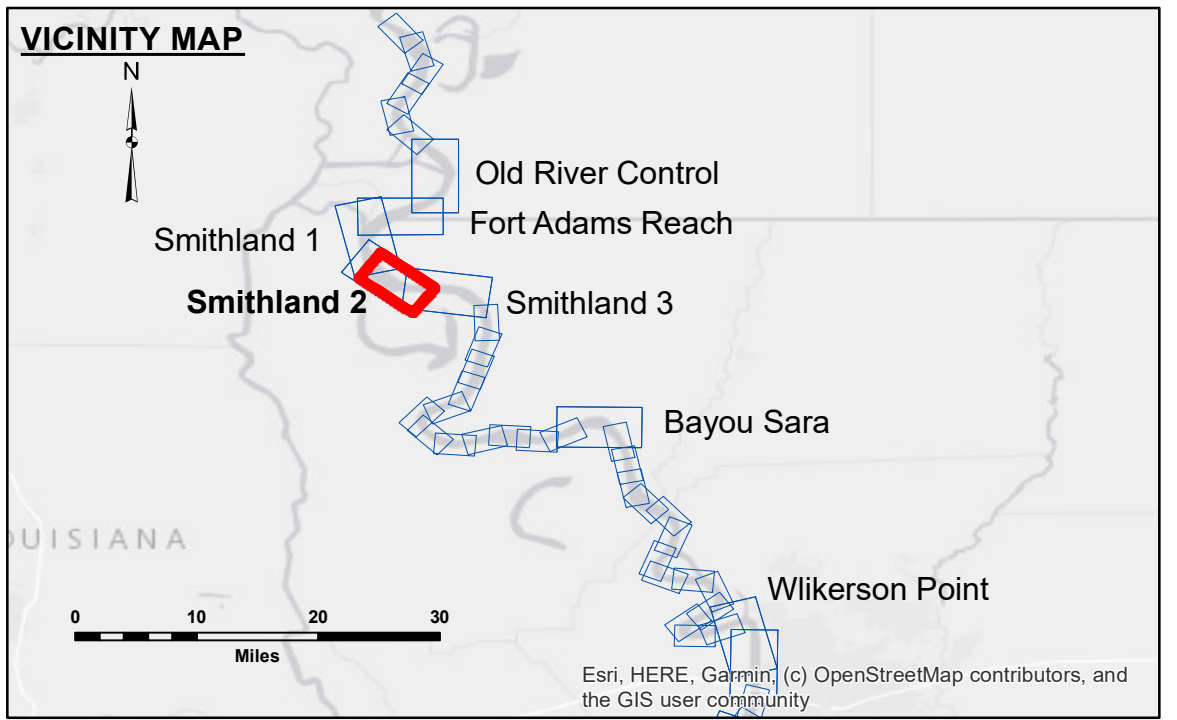 VICINITY MAP
N
Old River Control
Fort Adams Reach
Smithland 1
Smithland 2
Smithland 3
Bayou Sara
OUISIANA
Wlikerson Point
0 10 20 30
Miles
Esri, HERE, Garmin, (c) OpenStreetMap contributors, and
the GIS user community